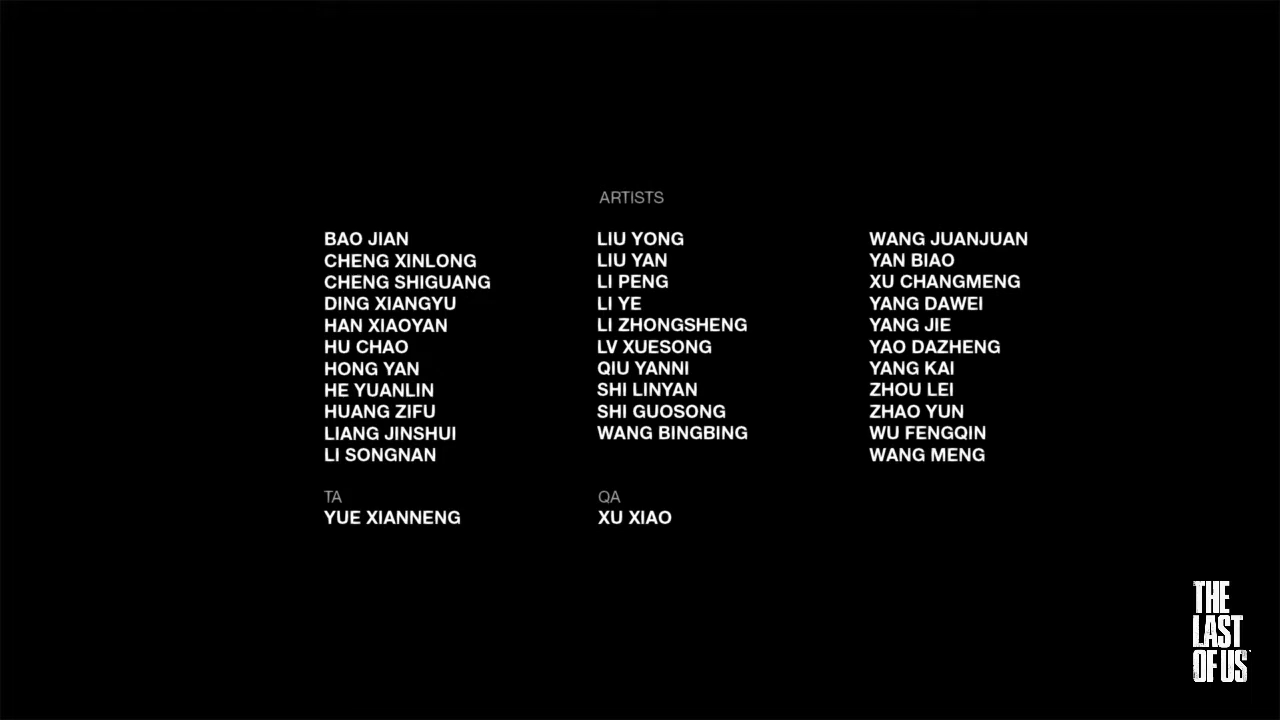 ARTISTS
BAO JIAN
CHENG XINLONG
CHENG SHIGUANG
DING XIANGYU
HAN XIAOYAN
HU CHAO
HONG YAN
HE YUANLIN
HUANG ZIFU
LIANG JINSHUI
LI SONGNAN
LIU YONG
LIU YAN
LI PENG
LI YE
LI ZHONGSHENG
LV XUESONG
QIU YANNI
SHI LINYAN
SHI GUOSONG
WANG BINGBING
WANG JUANJUAN
YAN BIAO
XU CHANGMENG
YANG DAWEI
YANG JIE
YAO DAZHENG
YANG KAI
ZHOU LEI
ZHAO YUN
WU FENGQIN
WANG MENG
TA
YUE XIANNENG
QA
XU XIAO
THE
LAST
OF US